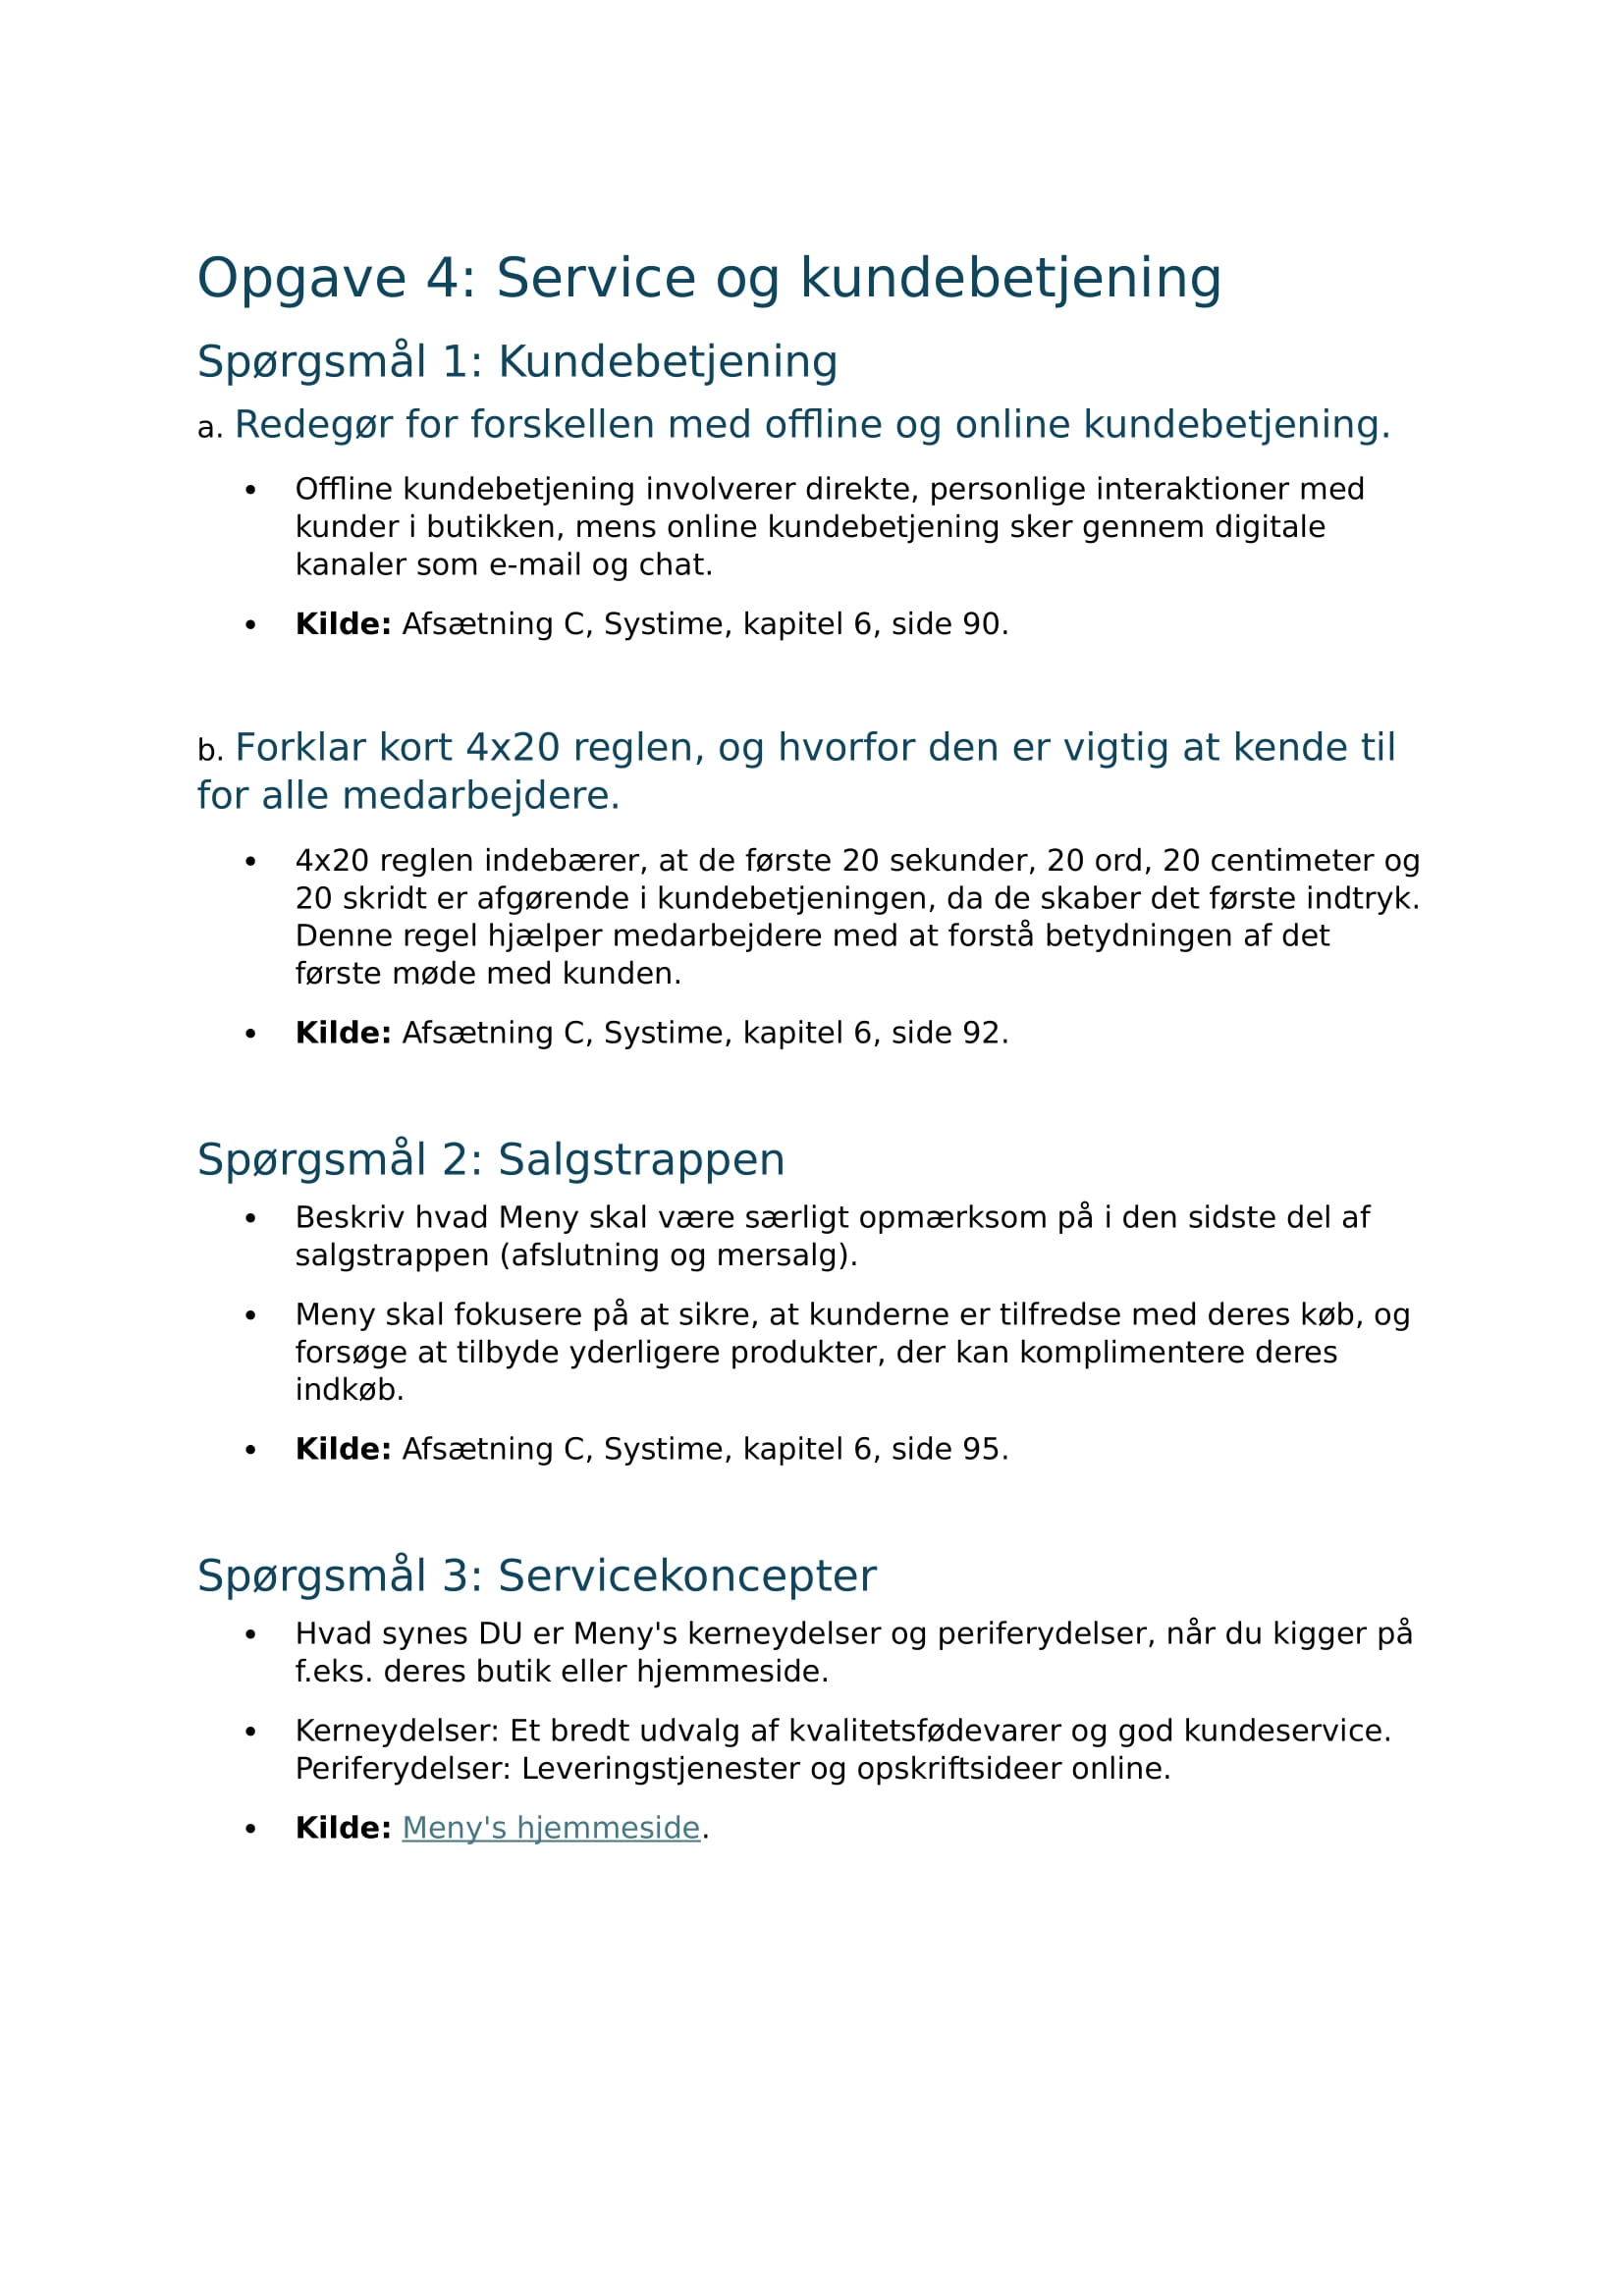 Opgave 4: Service og kundebetjening
Spørgsmål 1: Kundebetjening
a. Redegør for forskellen med offline og online kundebetjening.
• Offline kundebetjening involverer direkte, personlige interaktioner med
kunder i butikken, mens online kundebetjening sker gennem digitale
kanaler som e-mail og chat.
• Kilde: Afsætning C, Systime, kapitel 6, side 90.
b. Forklar kort 4x20 reglen, og hvorfor den er vigtig at kende til
for alle medarbejdere.
• 4x20 reglen indebærer, at de første 20 sekunder, 20 ord, 20 centimeter og
20 skridt er afgørende i kundebetjeningen, da de skaber det første indtryk.
Denne regel hjælper medarbejdere med at forstå betydningen af det
første møde med kunden.
• Kilde: Afsætning C, Systime, kapitel 6, side 92.
Spørgsmål 2: Salgstrappen
• Beskriv hvad Meny skal være særligt opmærksom på i den sidste del af
salgstrappen (afslutning og mersalg).
• Meny skal fokusere på at sikre, at kunderne er tilfredse med deres køb, og
forsøge at tilbyde yderligere produkter, der kan komplimentere deres
indkøb.
• Kilde: Afsætning C, Systime, kapitel 6, side 95.
Spørgsmål 3: Servicekoncepter
• Hvad synes DU er Meny's kerneydelser og periferydelser, når du kigger på
f.eks. deres butik eller hjemmeside.
• Kerneydelser: Et bredt udvalg af kvalitetsfødevarer og god kundeservice.
Periferydelser: Leveringstjenester og opskriftsideer online.
• Kilde: Meny's hjemmeside.